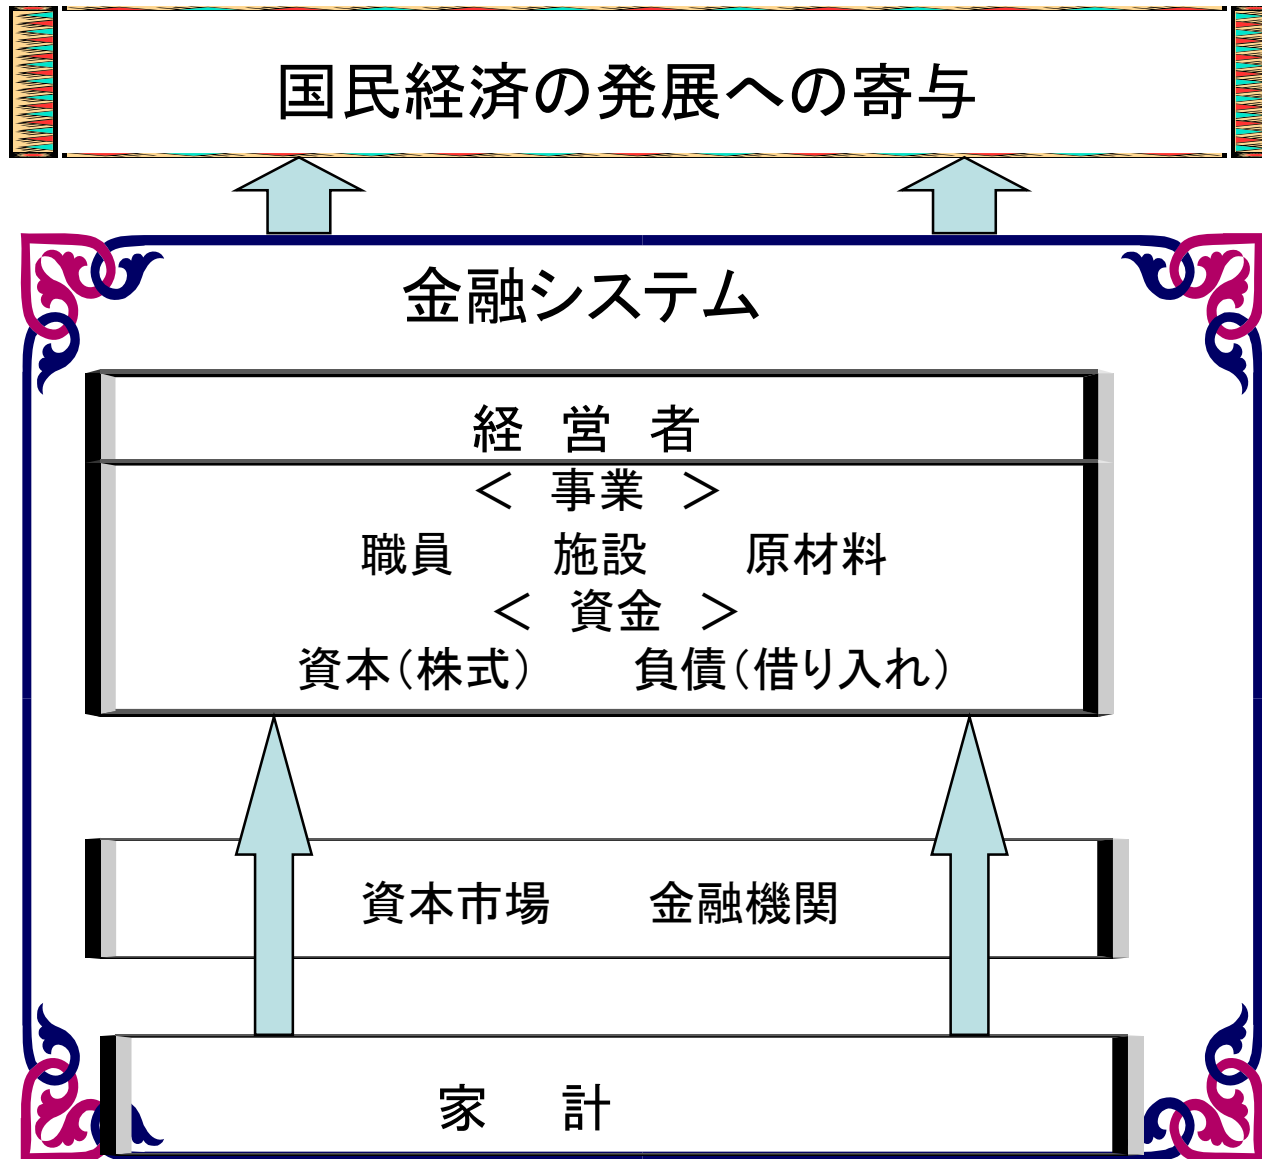 国民経済の発展への寄与
金融システム
経　営　者
＜　事業　＞
職員　　施設　　原材料
＜　資金　＞
資本（株式）　　負債（借り入れ）
資本市場　　金融機関
家　計